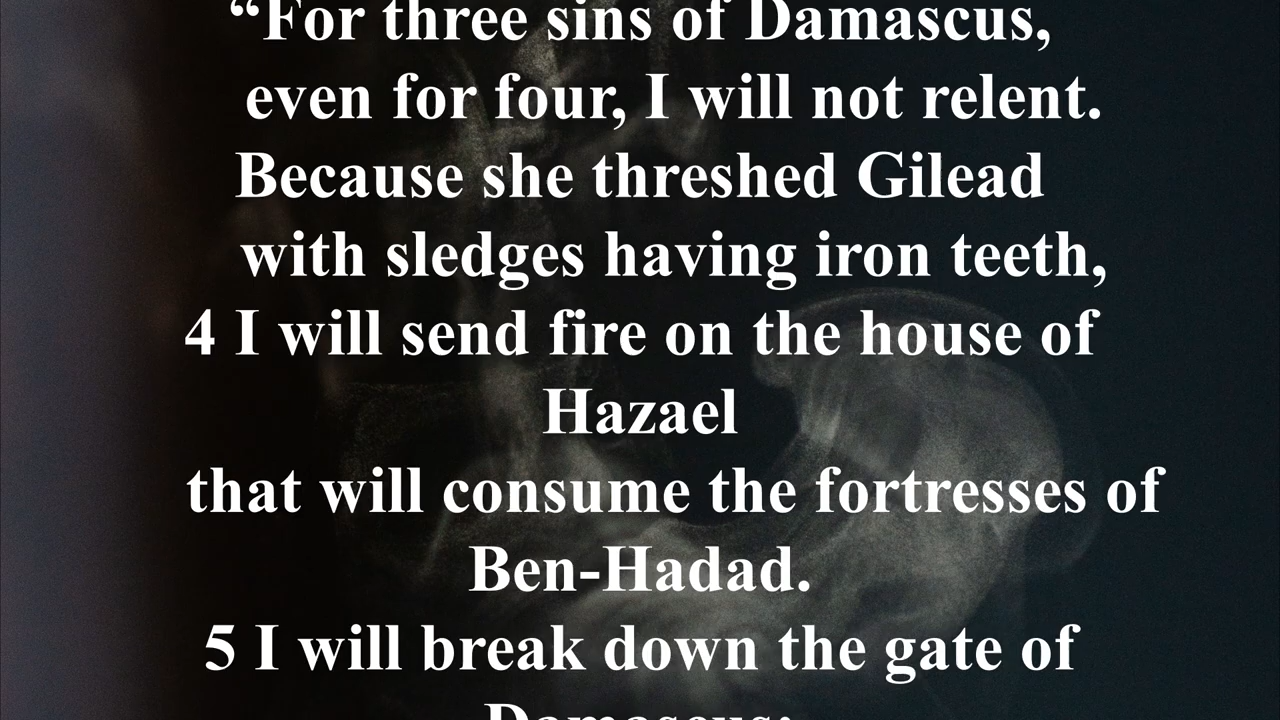 “For three sins of Damascus,
even for four, I will not relent.
Because she threshed Gilead
with sledges having iron teeth,
4 I will send fire on the house of
Hazael
that will consume the fortresses of
Ben-Hadad.
5 I will break down the gate of
Damascus;